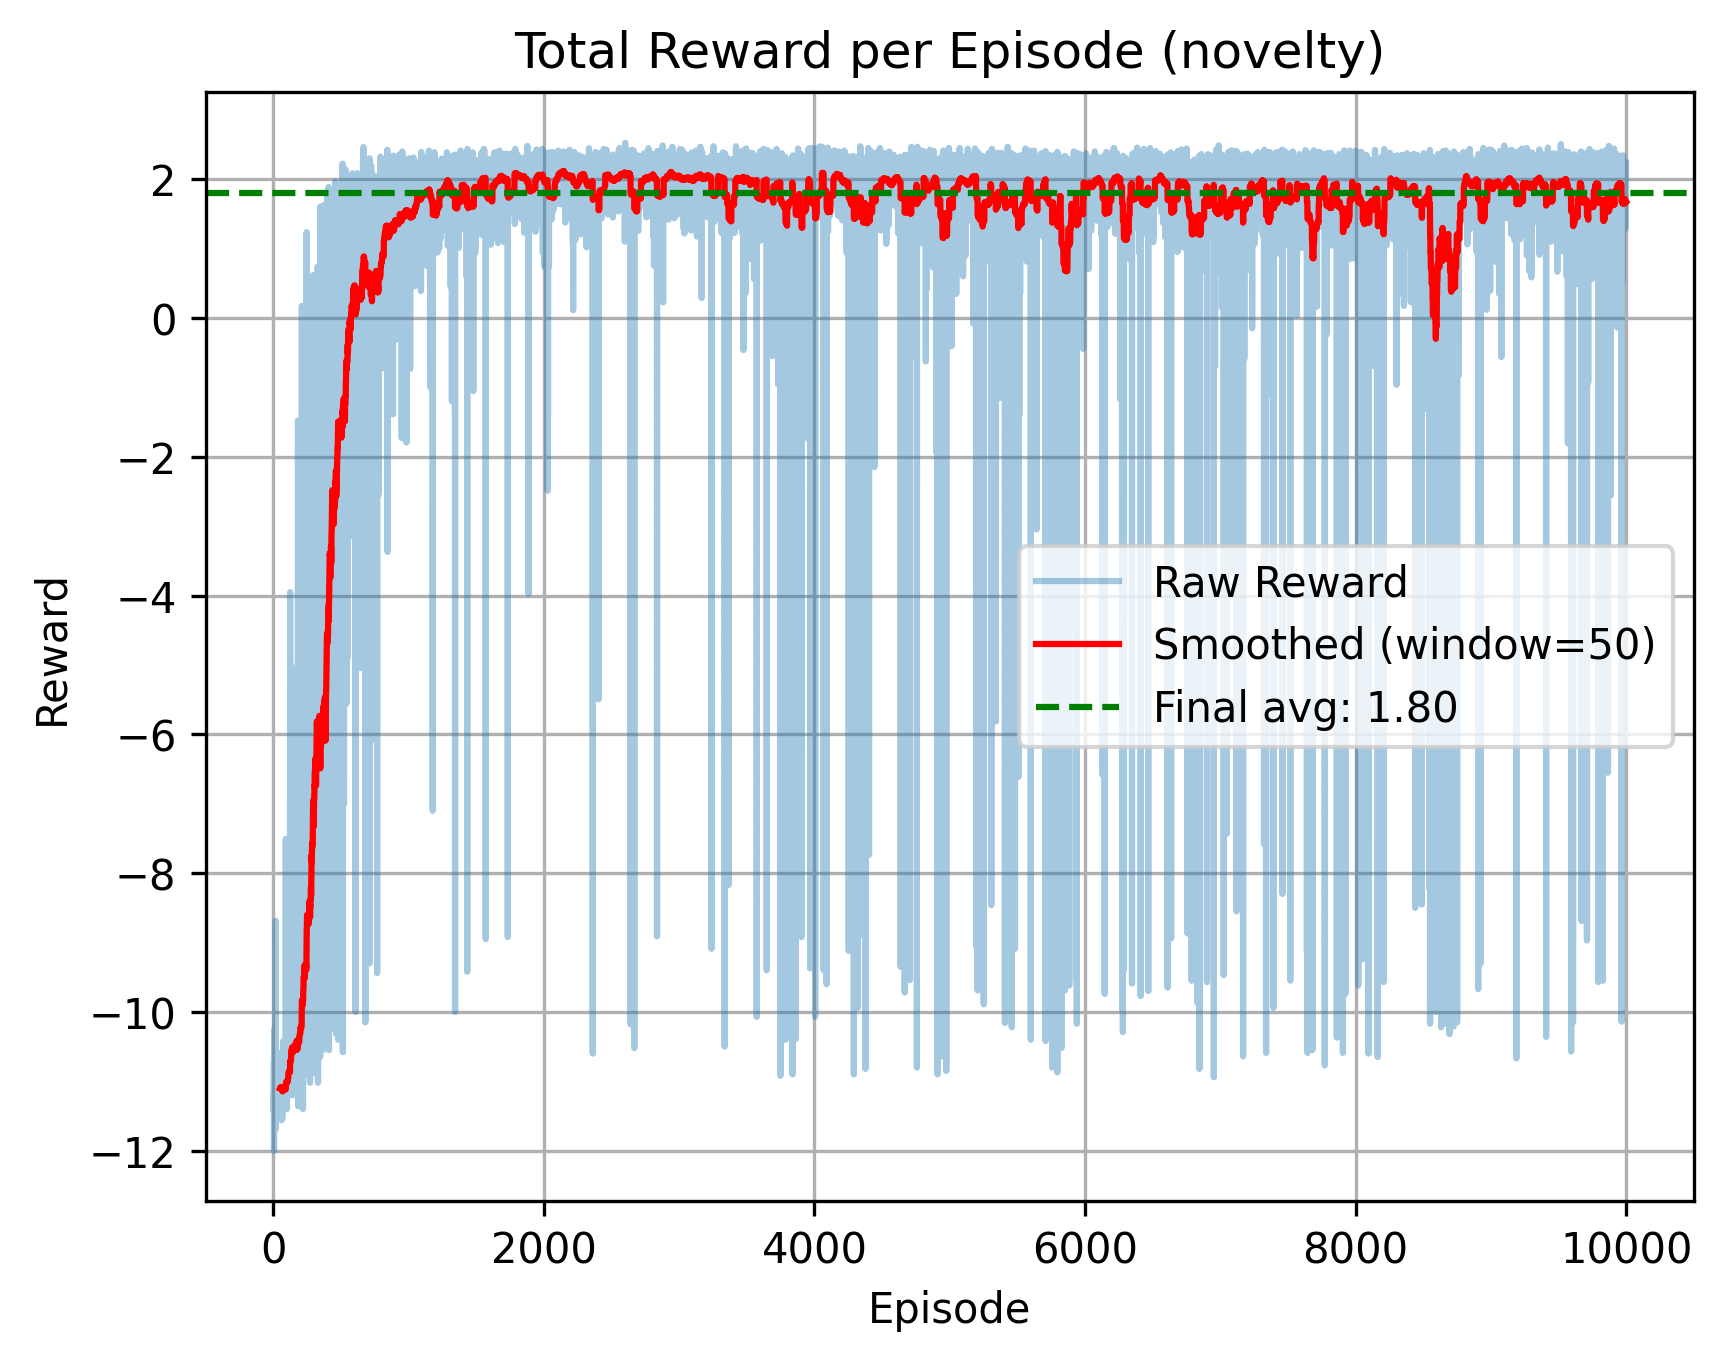 Total Reward per Episode (novelty)
2
0
−2
−4
−6
−8
−10
−12
Reward
Raw Reward
Smoothed (window=50)
Final avg: 1.80
0 2000 4000 6000 8000 10000
Episode